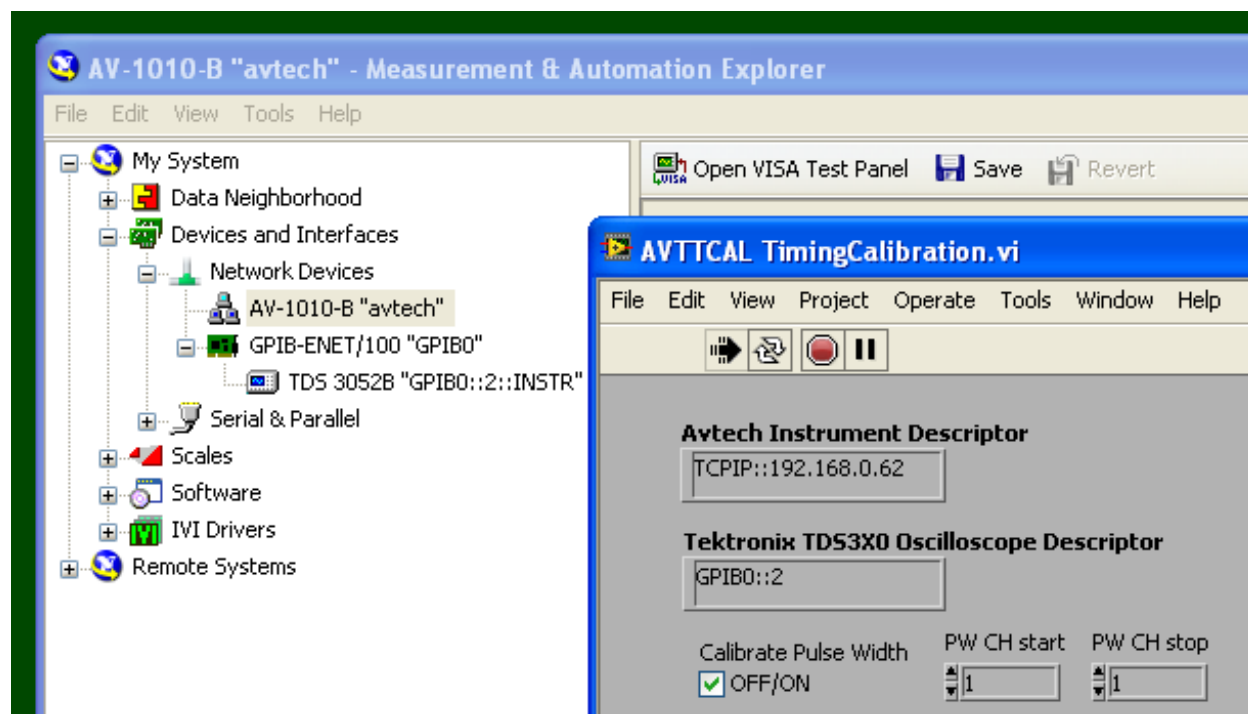 AV-1010-B "avtech" - Measurement & Automation Explorer
File Edit View Tools Help
My System
Data Neighborhood
Devices and Interfaces
Network Devices
AV-1010-B "avtech"
GPIB-ENET/100 "GPIB0"
TDS 3052B "GPIB0::2::INSTR"
Serial & Parallel
Scales
Software
IVI Drivers
Remote Systems
VISA Open VISA Test Panel Save Revert
AVTTCAL TimingCalibration.vi
File Edit View Project Operate Tools Window Help
Avtech Instrument Descriptor
TCPIP::192.168.0.62
Tektronix TDS3X0 Oscilloscope Descriptor
GPIB0::2
Calibrate Pulse Width PW CH start PW CH stop
OFF/ON 1 1